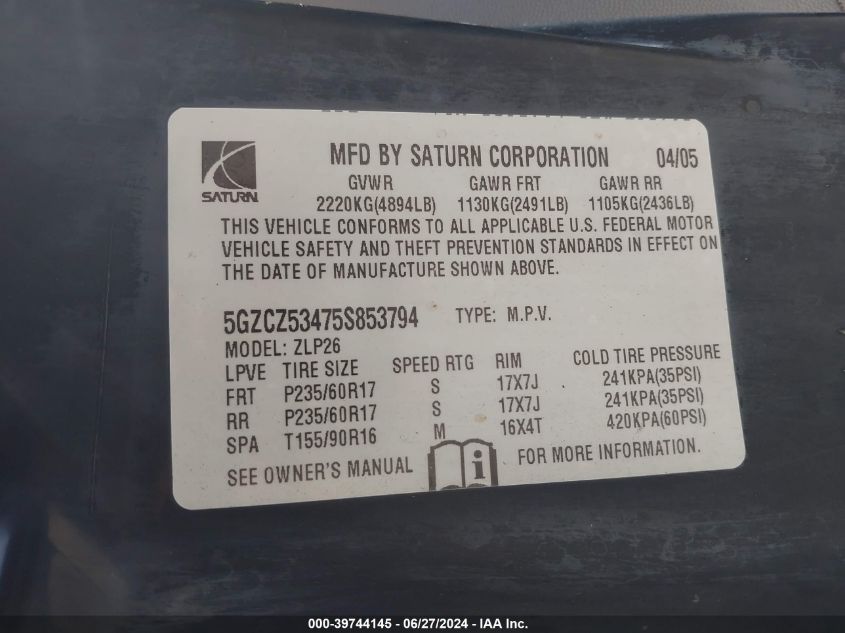 SATURN
MFD BY SATURN CORPORATION 04/05
GVWR GAWR FRT GAWR RR
2220KG(4894LB) 1130KG(2491LB) 1105KG(2436LB)
THIS VEHICLE CONFORMS TO ALL APPLICABLE U.S. FEDERAL MOTOR
VEHICLE SAFETY AND THEFT PREVENTION STANDARDS IN EFFECT ON
THE DATE OF MANUFACTURE SHOWN ABOVE.
5GZCZ53475S853794 TYPE: M.P.V.
MODEL: ZLP26
LPVE TIRE SIZE SPEED RTG RIM COLD TIRE PRESSURE
FRT P235/60R17 S 17X7J 241KPA(35PSI)
RR P235/60R17 S 17X7J 241KPA(35PSI)
SPA T155/90R16 M 16X4T 420KPA(60PSI)
SEE OWNER'S MANUAL i FOR MORE INFORMATION.
000-39744145 - 06/27/2024 - IAA Inc.